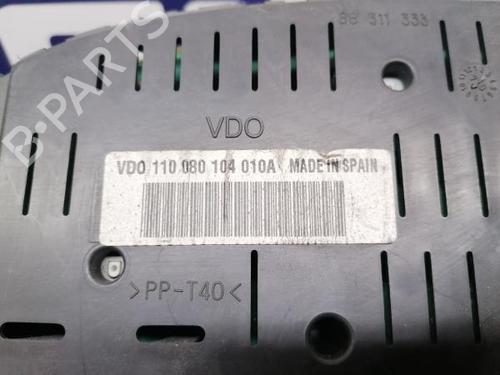 88 311 333
VDO
VDO 110 080 104 010A MADE IN SPAIN
>PP-T40<
B-PARTS